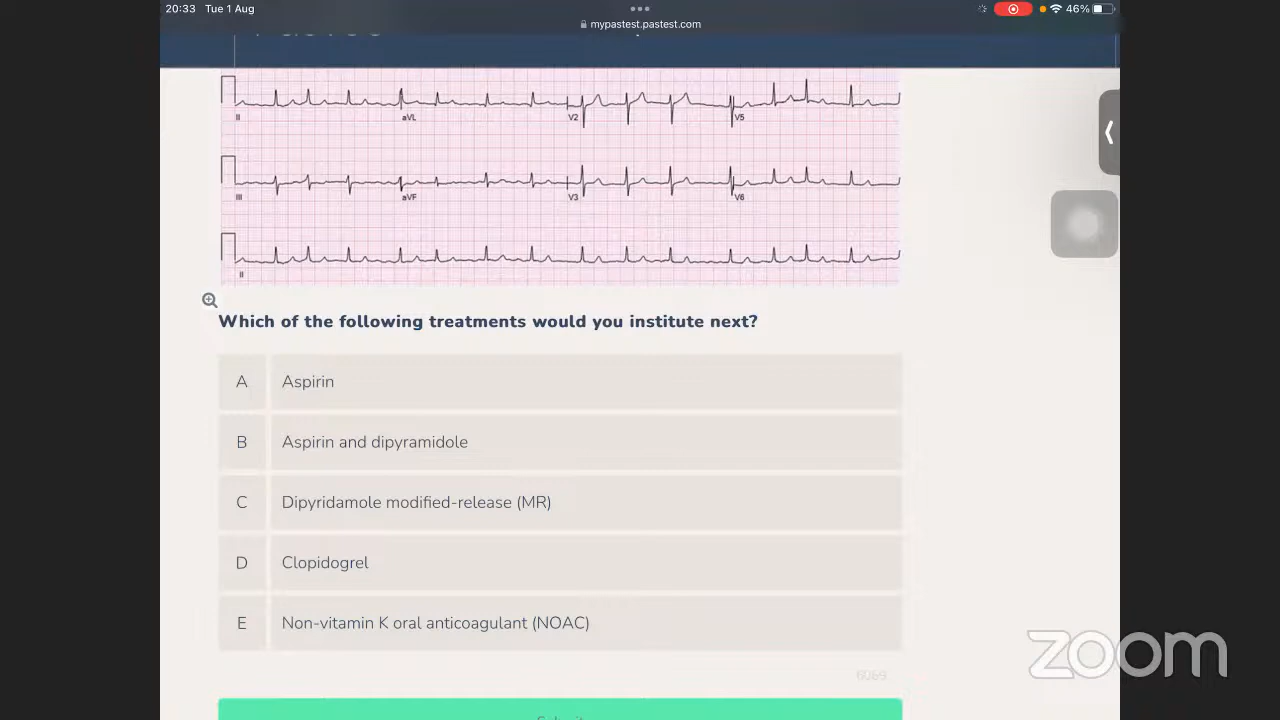 20:33 Tue 1 Aug
46%
mypastest.pastest.com
II aVL V2 V5
III aVF V3 V6
II
Which of the following treatments would you institute next?
A Aspirin
B Aspirin and dipyramidole
C Dipyridamole modified-release (MR)
D Clopidogrel
E Non-vitamin K oral anticoagulant (NOAC)
zoom